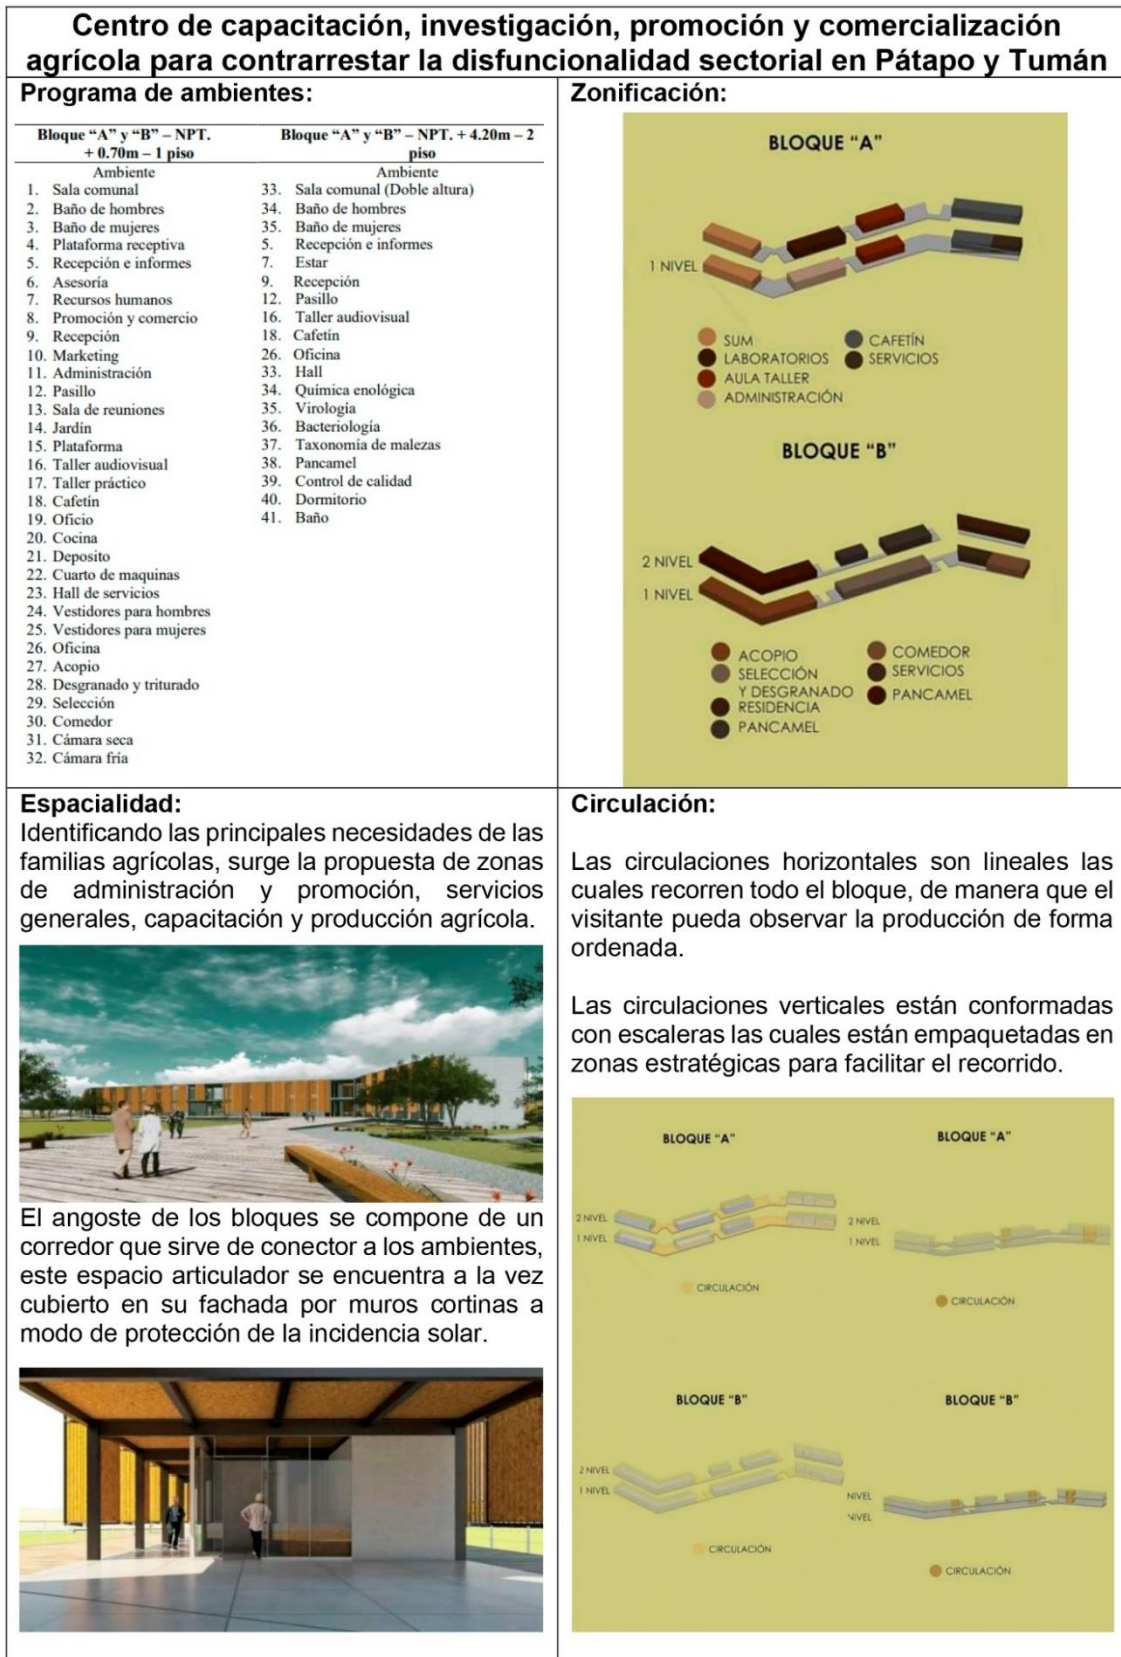 Centro de capacitación, investigación, promoción y comercialización
agrícola para contrarrestar la disfuncionalidad sectorial en Pátapo y Tumán
Programa de ambientes:
Bloque “A” y “B” – NPT.
+ 0.70m – 1 piso
Ambiente
1. Sala comunal
2. Baño de hombres
3. Baño de mujeres
4. Plataforma receptiva
5. Recepción e informes
6. Asesoría
7. Recursos humanos
8. Promoción y comercio
9. Recepción
10. Marketing
11. Administración
12. Pasillo
13. Sala de reuniones
14. Jardín
15. Plataforma
16. Taller audiovisual
17. Taller práctico
18. Cafetín
19. Oficio
20. Cocina
21. Deposito
22. Cuarto de maquinas
23. Hall de servicios
24. Vestidores para hombres
25. Vestidores para mujeres
26. Oficina
27. Acopio
28. Desgranado y triturado
29. Selección
30. Comedor
31. Cámara seca
32. Cámara fría
Bloque “A” y “B” – NPT. + 4.20m – 2
piso
Ambiente
33. Sala comunal (Doble altura)
34. Baño de hombres
35. Baño de mujeres
5. Recepción e informes
7. Estar
9. Recepción
12. Pasillo
16. Taller audiovisual
18. Cafetín
26. Oficina
33. Hall
34. Química enológica
35. Virología
36. Bacteriología
37. Taxonomía de malezas
38. Pancamel
39. Control de calidad
40. Dormitorio
41. Baño
Zonificación:
BLOQUE “A”
1 NIVEL
SUM
LABORATORIOS
AULA TALLER
ADMINISTRACIÓN
CAFETÍN
SERVICIOS
BLOQUE “B”
2 NIVEL
1 NIVEL
ACOPIO
SELECCIÓN
Y DESGRANADO
RESIDENCIA
PANCAMEL
COMEDOR
SERVICIOS
PANCAMEL
Espacialidad:
Identificando las principales necesidades de las
familias agrícolas, surge la propuesta de zonas
de administración y promoción, servicios
generales, capacitación y producción agrícola.
El angoste de los bloques se compone de un
corredor que sirve de conector a los ambientes,
este espacio articulador se encuentra a la vez
cubierto en su fachada por muros cortinas a
modo de protección de la incidencia solar.
Circulación:
Las circulaciones horizontales son lineales las
cuales recorren todo el bloque, de manera que el
visitante pueda observar la producción de forma
ordenada.
Las circulaciones verticales están conformadas
con escaleras las cuales están empaquetadas en
zonas estratégicas para facilitar el recorrido.
BLOQUE “A”
2 NIVEL
1 NIVEL
CIRCULACIÓN
BLOQUE “A”
2 NIVEL
1 NIVEL
CIRCULACIÓN
BLOQUE “B”
2 NIVEL
1 NIVEL
CIRCULACIÓN
BLOQUE “B”
NIVEL
NIVEL
CIRCULACIÓN